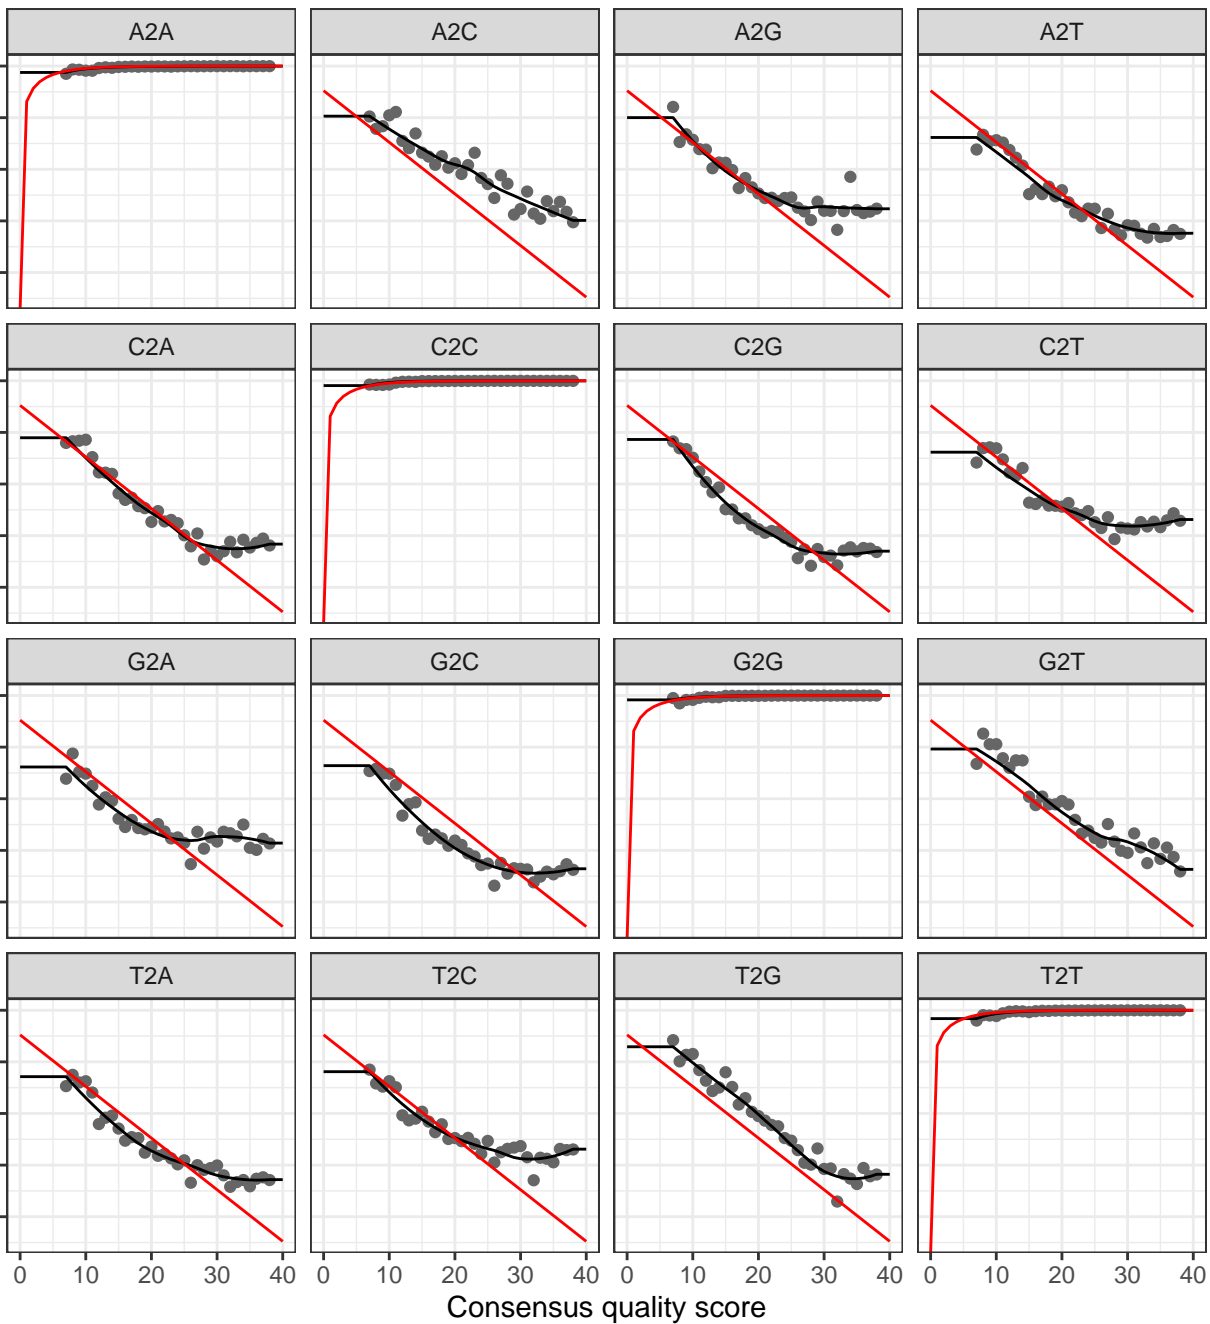 A2A A2C A2G A2T
C2A C2C C2G C2T
G2A G2C G2G G2T
T2A T2C T2G T2T
0 10 20 30 40 0 10 20 30 40 0 10 20 30 40 0 10 20 30 40
Consensus quality score